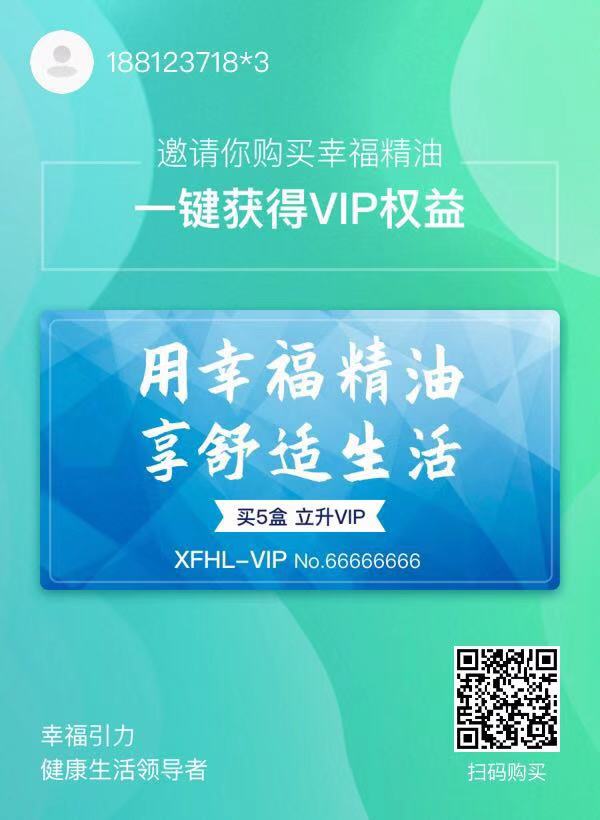 188123718*3
邀请你购买幸福精油
一键获得VIP权益
用幸福精油
享舒适生活
买5盒 立升VIP
XFHL-VIP No.66666666
幸福引力
健康生活领导者
扫码购买